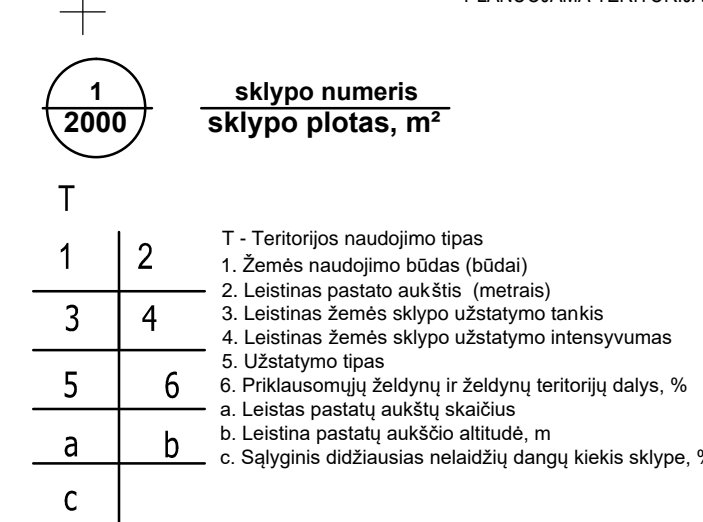 1
2000
sklypo numeris
sklypo plotas, m²
T
1 2
3 4
5 6
a b
c
T - Teritorijos naudojimo tipas
1. Žemės naudojimo būdas (būdai)
2. Leistinas pastato aukštis (metrais)
3. Leistinas žemės sklypo užstatymo tankis
4. Leistinas žemės sklypo užstatymo intensyvumas
5. Užstatymo tipas
6. Priklausomųjų želdynų ir želdynų teritorijų dalys, %
a. Leistas pastatų aukštų skaičius
b. Leistina pastatų aukščio altitudė, m
c. Sąlyginis didžiausias nelaidžių dangų kiekis sklype, %